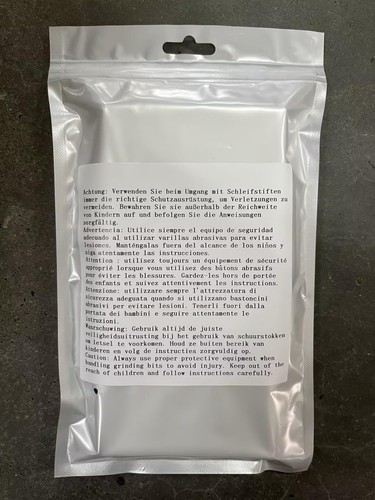 Achtung: Verwenden Sie beim Umgang mit Schleifstiften
immer die richtige Schutzausrüstung, um Verletzungen zu
vermeiden. Bewahren Sie sie außerhalb der Reichweite
von Kindern auf und befolgen Sie die Anweisungen
sorgfältig.
Advertencia: Utilice siempre el equipo de seguridad
adecuado al utilizar varillas abrasivas para evitar
lesiones. Manténgalas fuera del alcance de los niños y
siga atentamente las instrucciones.
Attention : utilisez toujours un équipement de sécurité
approprié lorsque vous utilisez des bâtons abrasifs
pour éviter les blessures. Gardez-les hors de portée
des enfants et suivez attentivement les instructions.
Attenzione: utilizzare sempre l'attrezzatura di
sicurezza adeguata quando si utilizzano bastoncini
abrasivi per evitare lesioni. Tenerli fuori dalla
portata dei bambini e seguire attentamente le
istruzioni.
Waarschuwing: Gebruik altijd de juiste
veiligheidsuitrusting bij het gebruik van schuurstokken
om letsel te voorkomen. Houd ze buiten bereik van
kinderen en volg de instructies zorgvuldig op.
Caution: Always use proper protective equipment when
handling grinding bits to avoid injury. Keep out of the
reach of children and follow instructions carefully.